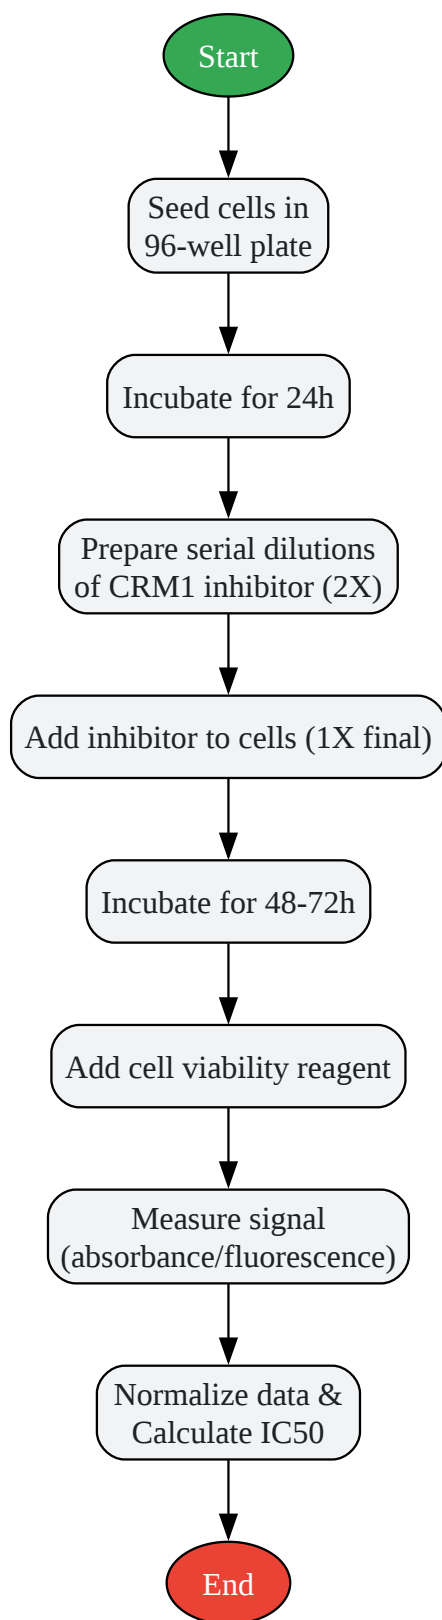 Start
Seed cells in
96-well plate
Incubate for 24h
Prepare serial dilutions
of CRM1 inhibitor (2X)
Add inhibitor to cells (1X final)
Incubate for 48-72h
Add cell viability reagent
Measure signal
(absorbance/fluorescence)
Normalize data &
Calculate IC50
End